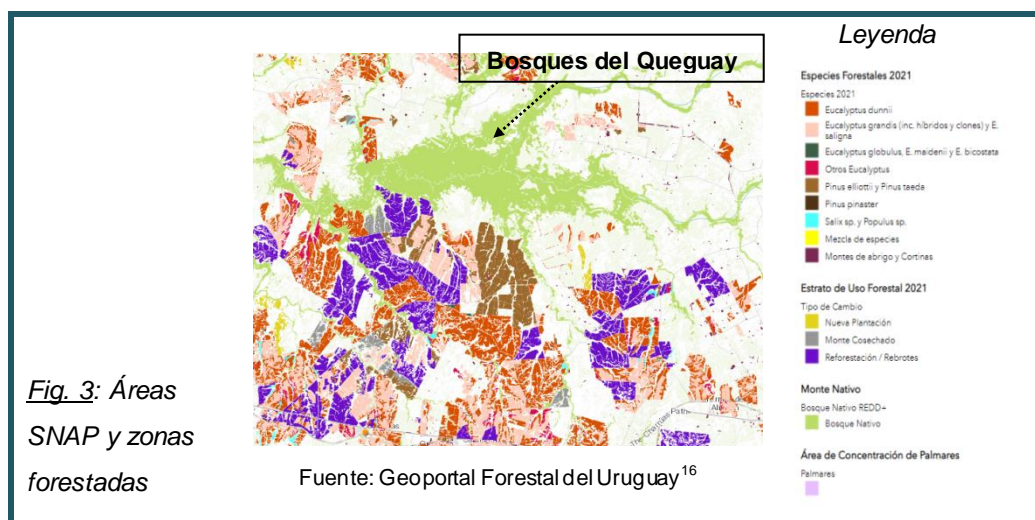 Bosques del Queguay
Leyenda
Especies Forestales 2021
Especies 2021
Eucalyptus dunnii
Eucalyptus grandis (inc. híbridos y clones) y E.
saligna
Eucalyptus globulus, E. maidenii y E. bicostata
Otros Eucalyptus
Pinus elliottii y Pinus taeda
Pinus pinaster
Salix sp. y Populus sp.
Mezcla de especies
Montes de abrigo y Cortinas
Estrato de Uso Forestal 2021
Tipo de Cambio
Nueva Plantación
Monte Cosechado
Reforestación / Rebrotes
Monte Nativo
Bosque Nativo REDD+
Bosque Nativo
Área de Concentración de Palmares
Palmares
The Charrúas Path
Fig. 3: Áreas
SNAP y zonas
forestadas
Fuente: Geoportal Forestal del Uruguay16